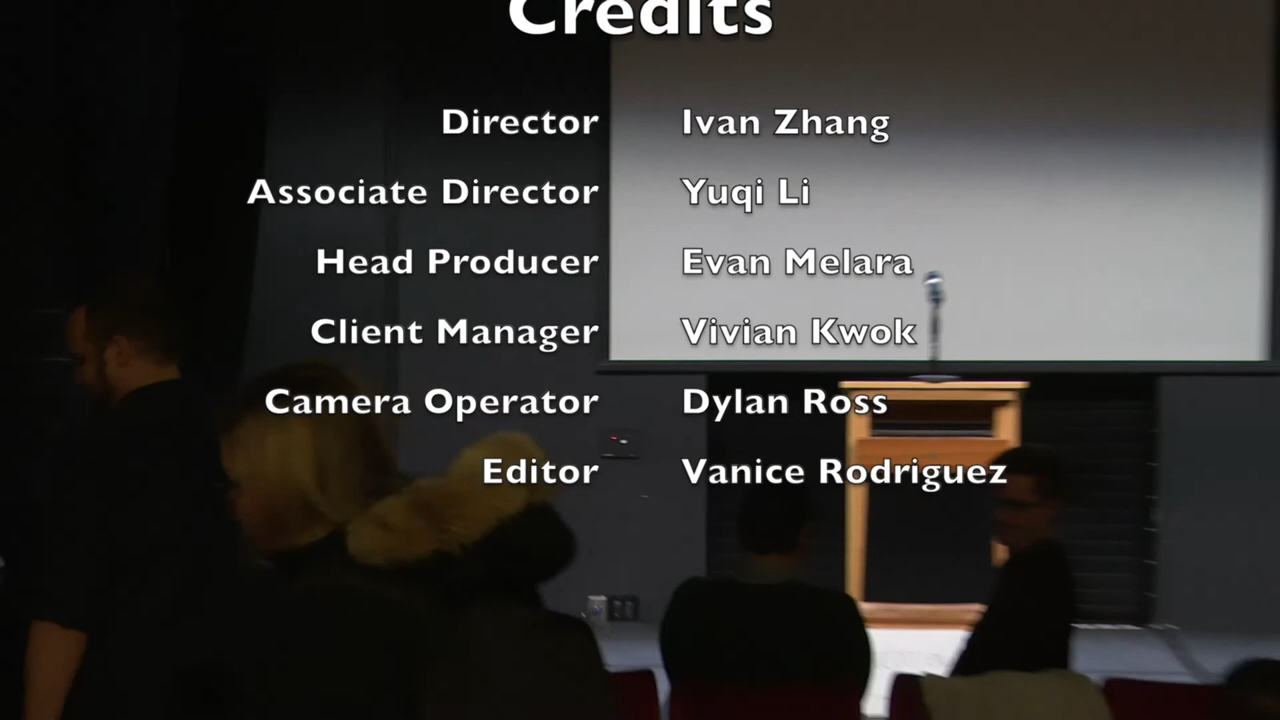 Credits
Director Ivan Zhang
Associate Director Yuqi Li
Head Producer Evan Melara
Client Manager Vivian Kwok
Camera Operator Dylan Ross
Editor Vanice Rodriguez